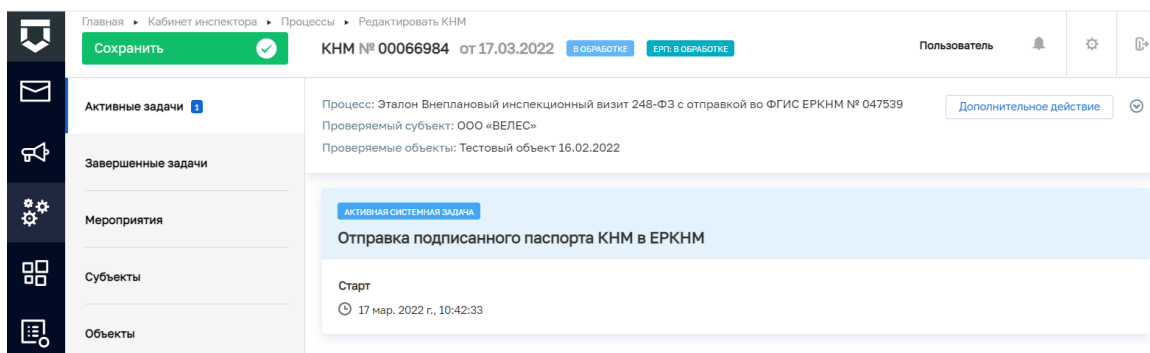 Главная ▸ Кабинет инспектора ▸ Процессы ▸ Редактировать КНМ
Сохранить
КНМ № 00066984 от 17.03.2022 В ОБРАБОТКЕ ЕРП: В ОБРАБОТКЕ
Пользователь
Активные задачи 1
Завершенные задачи
Мероприятия
Субъекты
Объекты
Процесс: Эталон Внеплановый инспекционный визит 248-ФЗ с отправкой во ФГИС ЕРКНМ № 047539
Дополнительное действие
Проверяемый субъект: ООО «ВЕЛЕС»
Проверяемые объекты: Тестовый объект 16.02.2022
АКТИВНАЯ СИСТЕМНАЯ ЗАДАЧА
Отправка подписанного паспорта КНМ в ЕРКНМ
Старт
17 мар. 2022 г., 10:42:33